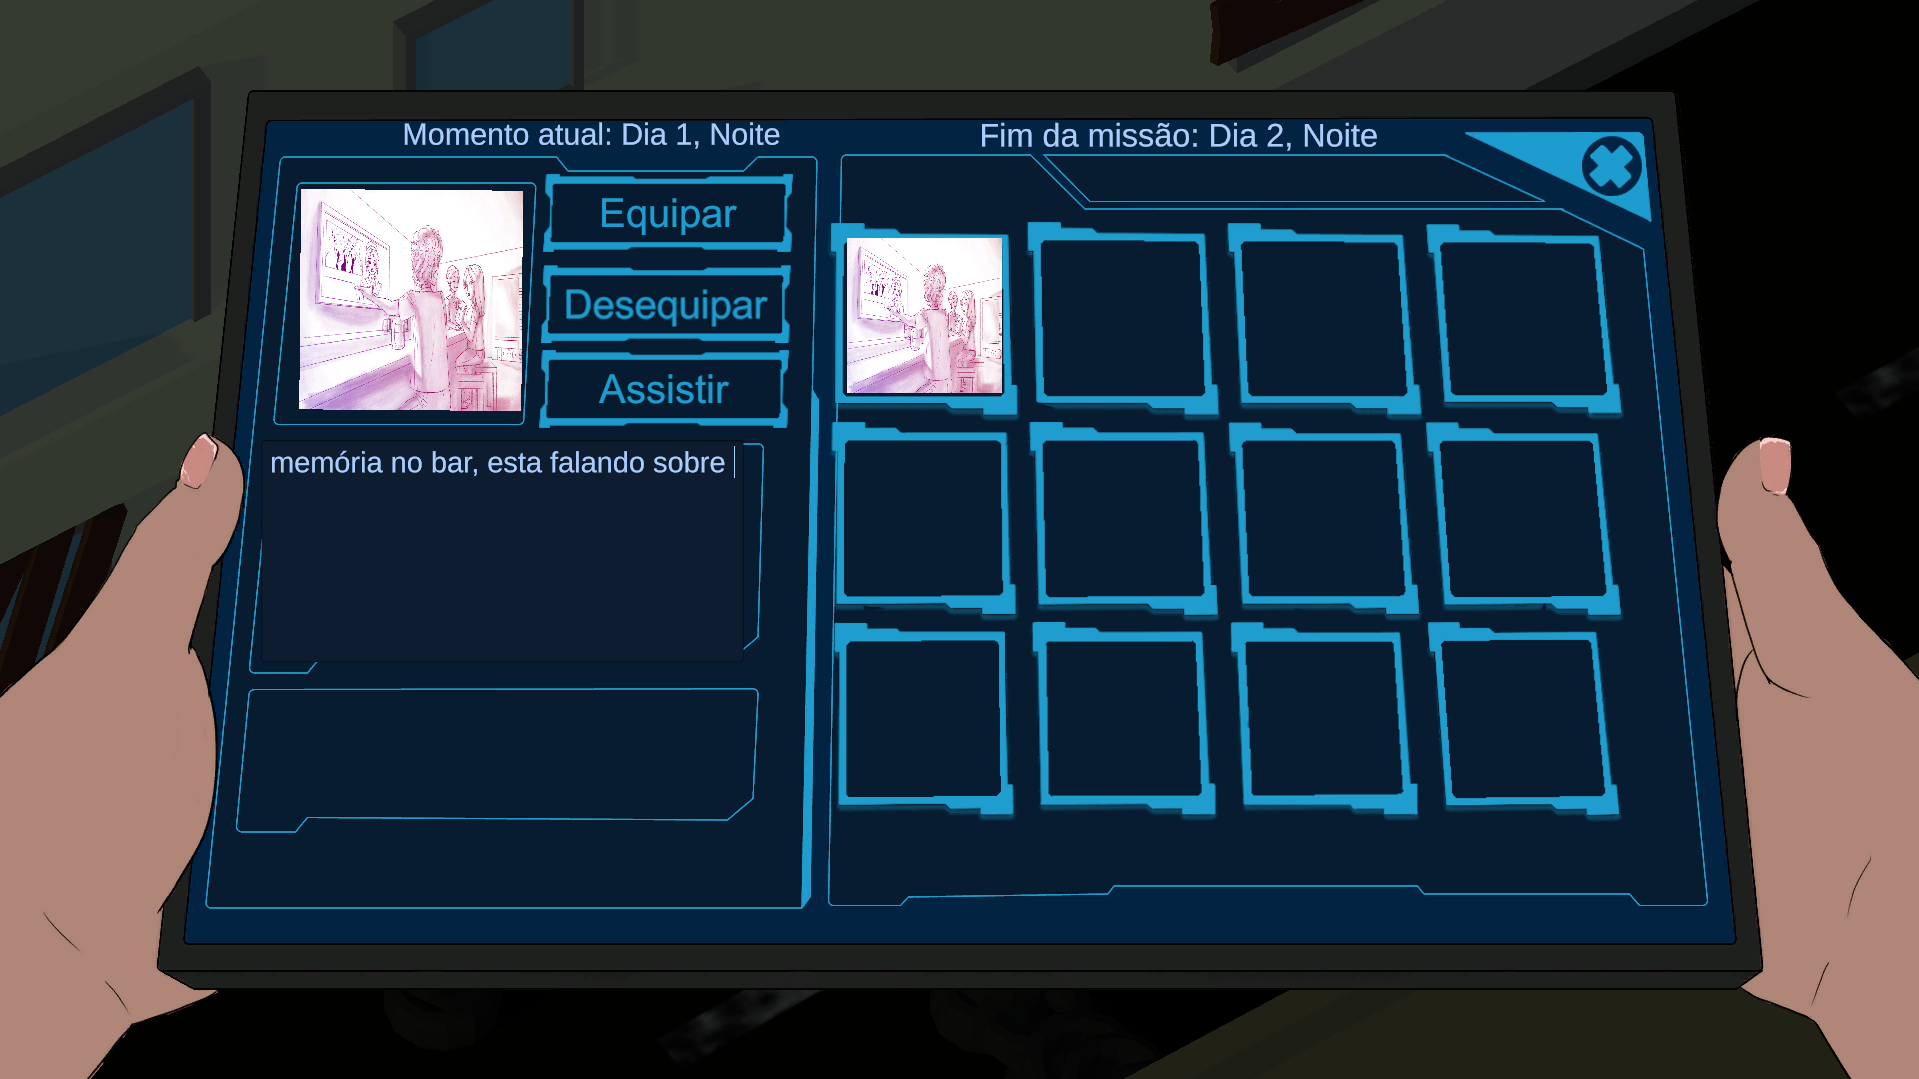 Momento atual: Dia 1, Noite
Fim da missão: Dia 2, Noite
Equipar
Desequipar
Assistir
memória no bar, esta falando sobre